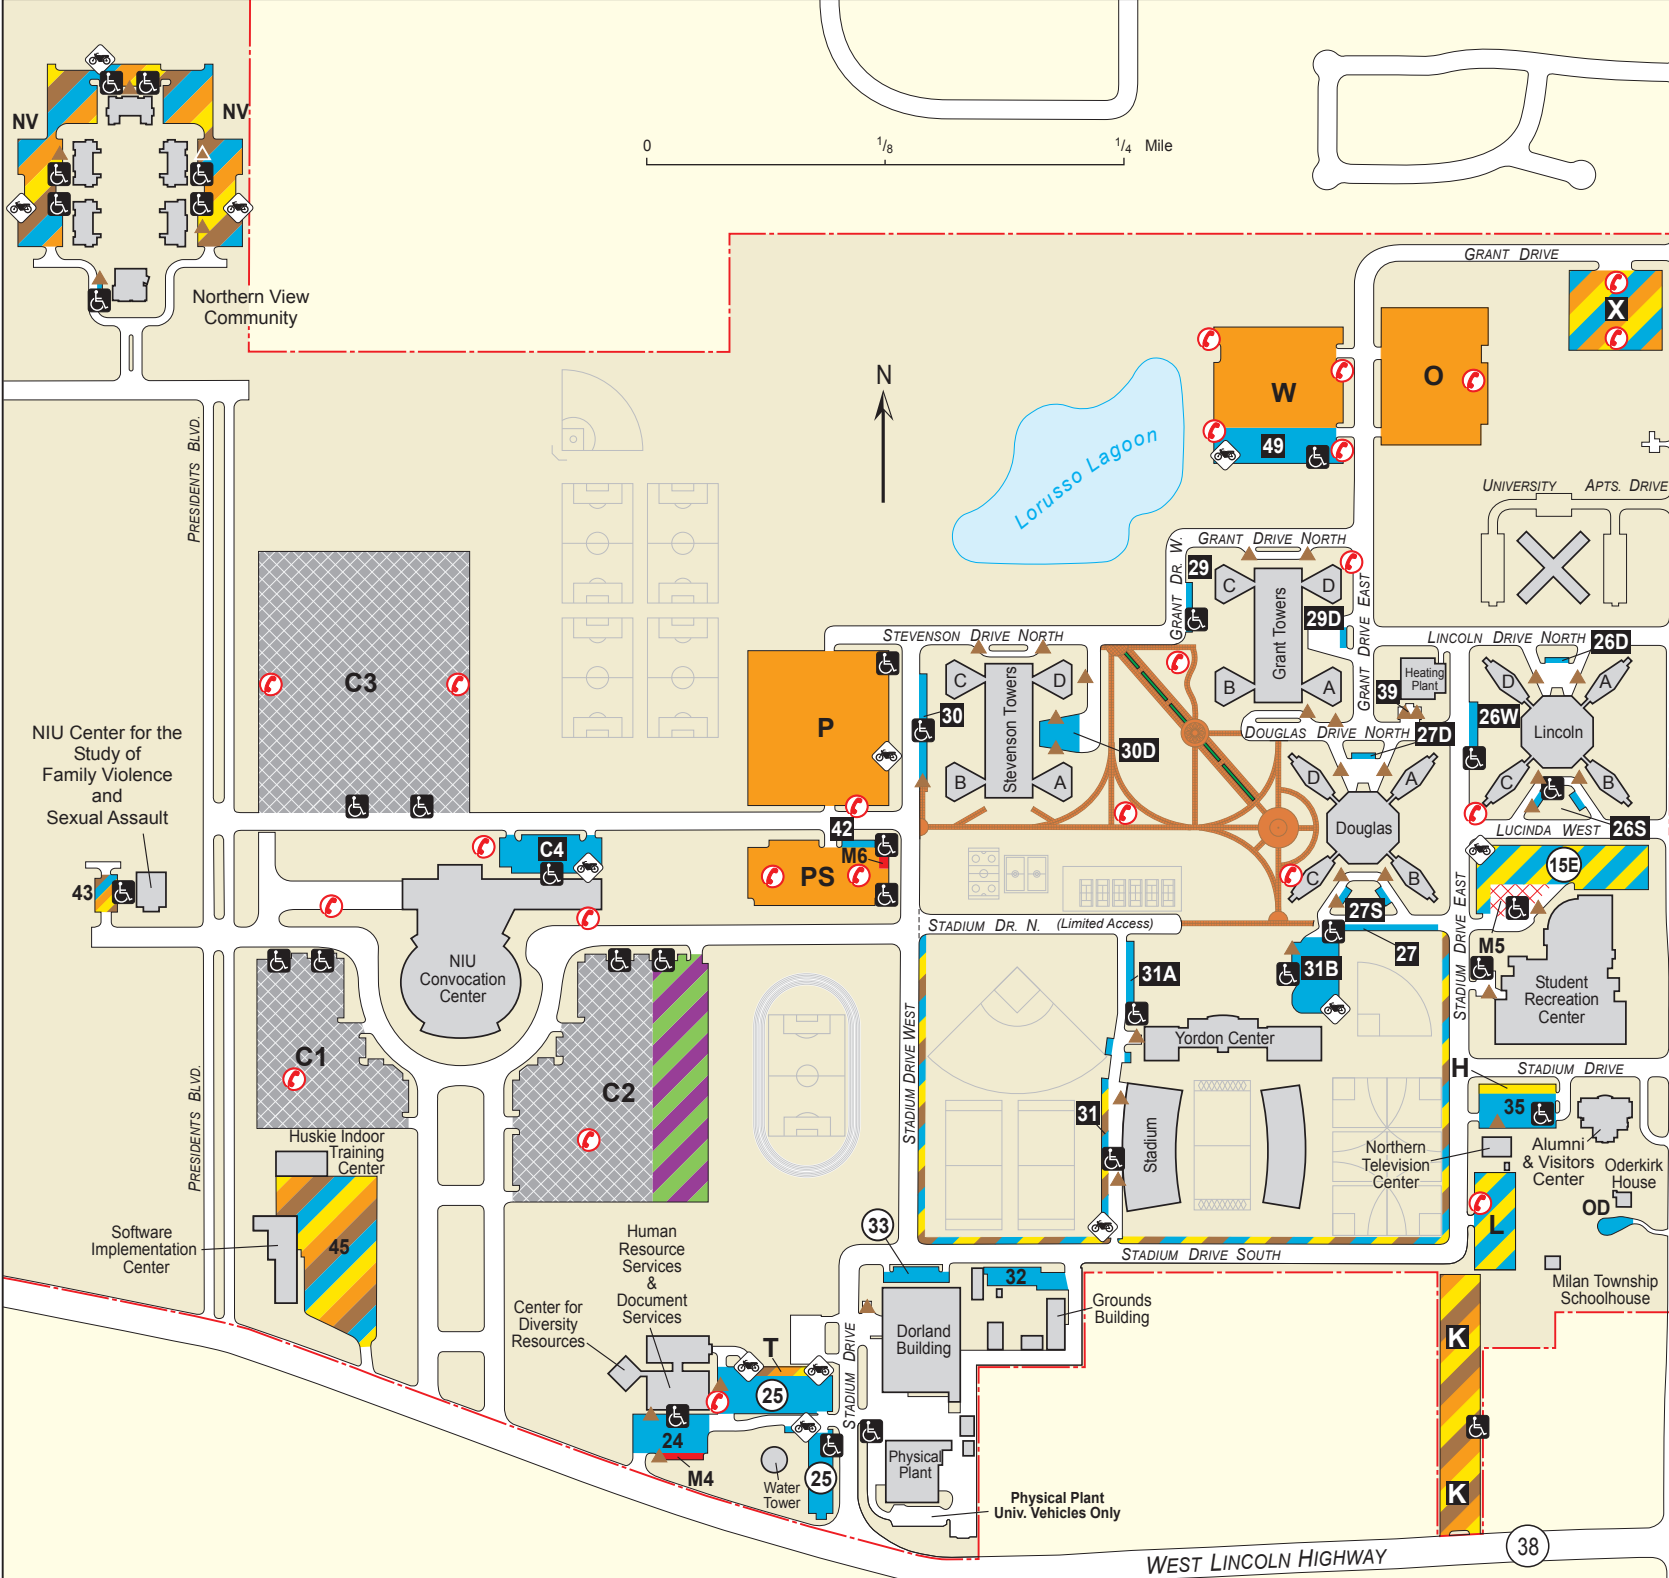 NV
NV
Northern View
Community
0
1/8
1/4 Mile
GRANT DRIVE
X
W
O
49
N
Lorusso Lagoon
PRESIDENTS BLVD.
UNIVERSITY APTS. DRIVE
GRANT DRIVE NORTH
GRANT DR. W.
29
C
D
Grant Towers
29D
B
A
GRANT DRIVE EAST
STEVENSON DRIVE NORTH
LINCOLN DRIVE NORTH
26D
C3
P
30
C
D
Stevenson Towers
30D
B
A
Heating
Plant
39
D
A
26W
Lincoln
C
B
26S
DOUGLAS DRIVE NORTH
27D
D
A
Douglas
C
B
27S
LUCINDA WEST
NIU Center for the
Study of
Family Violence
and
Sexual Assault
43
C4
42
M6
PS
15E
M5
STADIUM DRIVE EAST
STADIUM DR. N. (Limited Access)
27
31A
31B
NIU
Convocation
Center
Student
Recreation
Center
Yordon Center
C1
C2
STADIUM DRIVE WEST
H
STADIUM DRIVE
35
31
Stadium
PRESIDENTS BLVD.
Huskie Indoor
Training
Center
Northern
Television
Center
Alumni
& Visitors
Center
Oderkirk
House
OD
L
Software
Implementation
Center
45
Human
Resource
Services
&
Document
Services
33
STADIUM DRIVE SOUTH
32
Milan Township
Schoolhouse
Center for
Diversity
Resources
Grounds
Building
Dorland
Building
STADIUM DRIVE
K
T
25
24
M4
Water
Tower
25
Physical
Plant
Physical Plant
Univ. Vehicles Only
K
WEST LINCOLN HIGHWAY
38